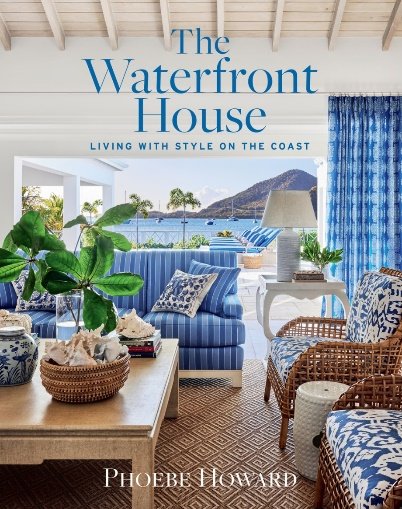 The
Waterfront
House
LIVING WITH STYLE ON THE COAST
PHOEBE HOWARD